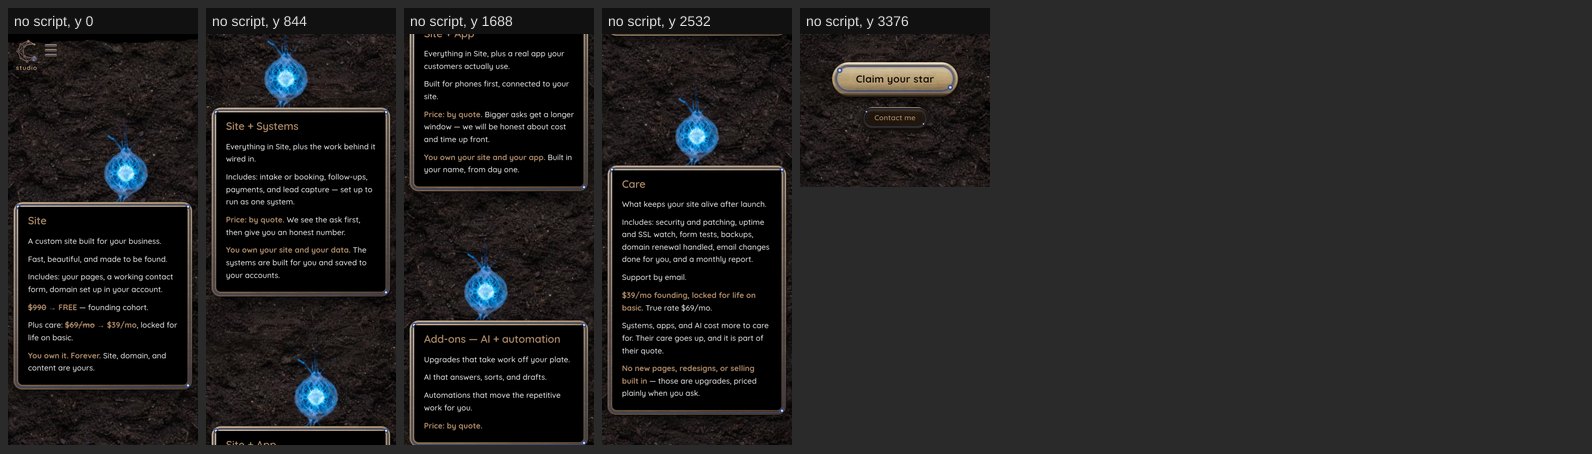 no script, y 0
studio
Site
A custom site built for your business.
Fast, beautiful, and made to be found.
Includes: your pages, a working contact
form, domain set up in your account.
$990 → FREE — founding cohort.
Plus care: $69/mo → $39/mo, locked for
life on basic.
You own it. Forever. Site, domain, and
content are yours.
no script, y 844
Site + Systems
Everything in Site, plus the work behind it
wired in.
Includes: intake or booking, follow-ups,
payments, and lead capture — set up to
run as one system.
Price: by quote. We see the ask first,
then give you an honest number.
You own your site and your data. The
systems are built for you and saved to
your accounts.
Site + App
no script, y 1688
Site + App
Everything in Site, plus a real app your
customers actually use.
Built for phones first, connected to your
site.
Price: by quote. Bigger asks get a longer
window — we will be honest about cost
and time up front.
You own your site and your app. Built in
your name, from day one.
Add-ons — AI + automation
Upgrades that take work off your plate.
AI that answers, sorts, and drafts.
Automations that move the repetitive
work for you.
Price: by quote.
no script, y 2532
Care
What keeps your site alive after launch.
Includes: security and patching, uptime
and SSL watch, form tests, backups,
domain renewal handled, email changes
done for you, and a monthly report.
Support by email.
$39/mo founding, locked for life on
basic. True rate $69/mo.
Systems, apps, and AI cost more to care
for. Their care goes up, and it is part of
their quote.
No new pages, redesigns, or selling
built in — those are upgrades, priced
plainly when you ask.
no script, y 3376
Claim your star
Contact me